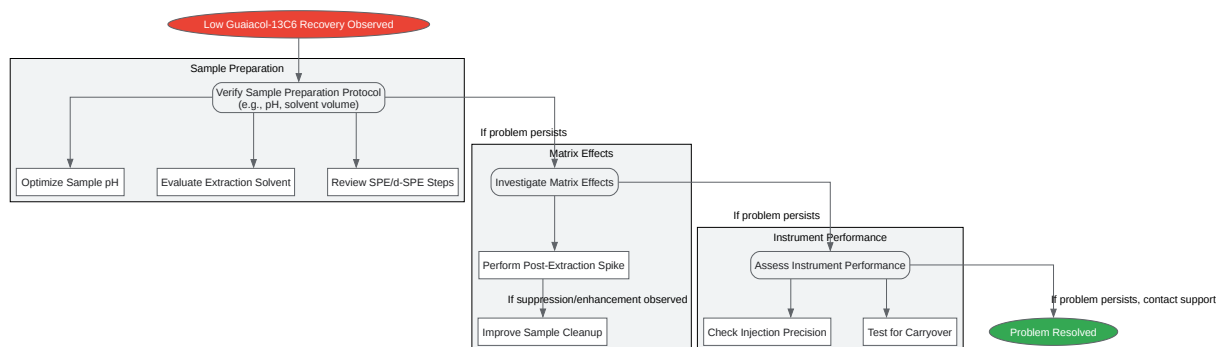 Low Guaiacol-13C6 Recovery Observed
Sample Preparation
Verify Sample Preparation Protocol
(e.g., pH, solvent volume)
If problem persists
Optimize Sample pH
Evaluate Extraction Solvent
Review SPE/d-SPE Steps
Matrix Effects
Investigate Matrix Effects
If problem persists
Instrument Performance
Perform Post-Extraction Spike
Assess Instrument Performance
If suppression/enhancement observed
If problem persists, contact support
Improve Sample Cleanup
Check Injection Precision
Test for Carryover
Problem Resolved